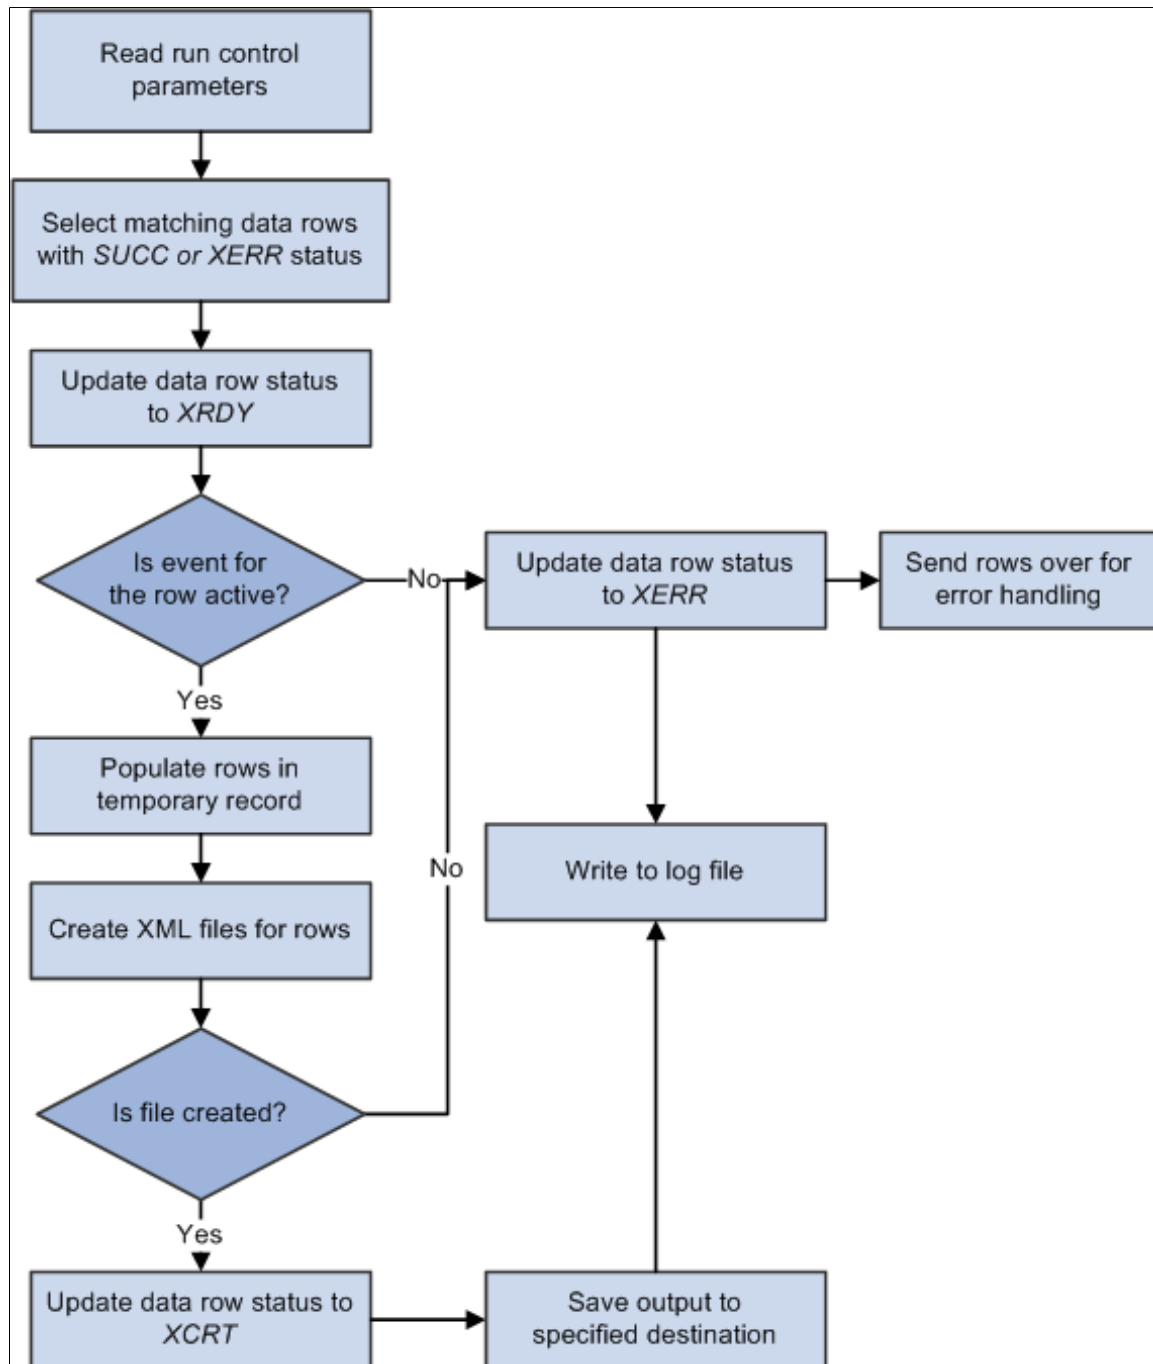 Read run control
parameters
Select matching data rows
with SUCC or XERR status
Update data row status
to XRDY
Is event for
the row active?
No
Update data row status
to XERR
Send rows over for
error handling
Yes
Populate rows in
temporary record
Create XML files for rows
No
Write to log file
Is file created?
Yes
Update data row status to
XCRT
Save output to
specified destination